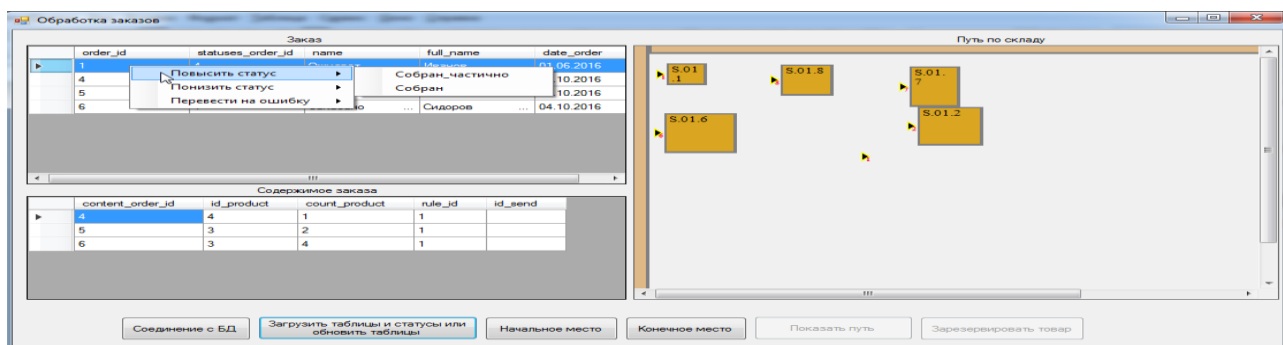 Обработка заказов
Заказ
order_id statuses_order_id name full_name date_order
1 01.06.2016
4 .10.2016
5 .10.2016
6 ... Сидоров ... 04.10.2016
Повысить статус
Понизить статус
Перевести на ошибку
Собран_частично
Собран
Содержимое заказа
content_order_id id_product count_product rule_id id_send
4 4 1 1
5 3 2 1
6 3 4 1
Путь по складу
S.01
.1
S.01.8
S.01.
7
S.01.6
S.01.2
Соединение с БД
Загрузить таблицы и статусы или
обновить таблицы
Начальное место
Конечное место
Показать путь
Зарезервировать товар